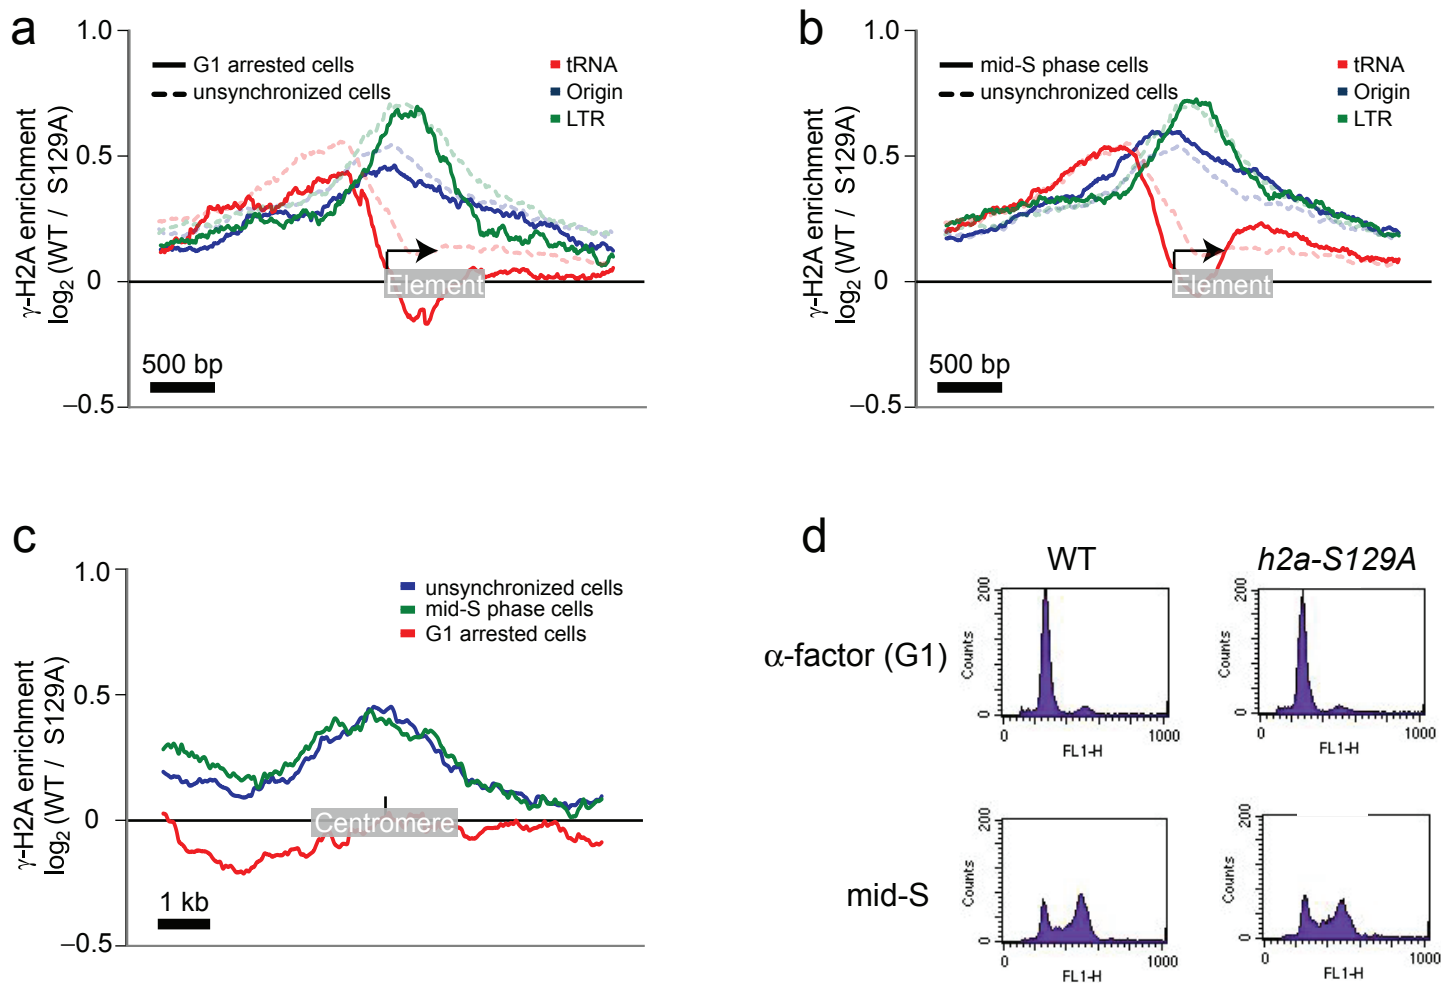 a
1.0
0.5
0
–0.5
γ-H2A enrichment
log2 (WT / S129A)
G1 arrested cells
unsynchronized cells
tRNA
Origin
LTR
Element
500 bp
b
1.0
0.5
0
–0.5
γ-H2A enrichment
log2 (WT / S129A)
mid-S phase cells
unsynchronized cells
tRNA
Origin
LTR
Element
500 bp
c
1.0
0.5
0
–0.5
γ-H2A enrichment
log2 (WT / S129A)
unsynchronized cells
mid-S phase cells
G1 arrested cells
Centromere
1 kb
d
WT
h2a-S129A
α-factor (G1)
200
Counts
0
0 1000
FL1-H
200
Counts
0
0 1000
FL1-H
mid-S
200
Counts
0
0 1000
FL1-H
200
Counts
0
0 1000
FL1-H